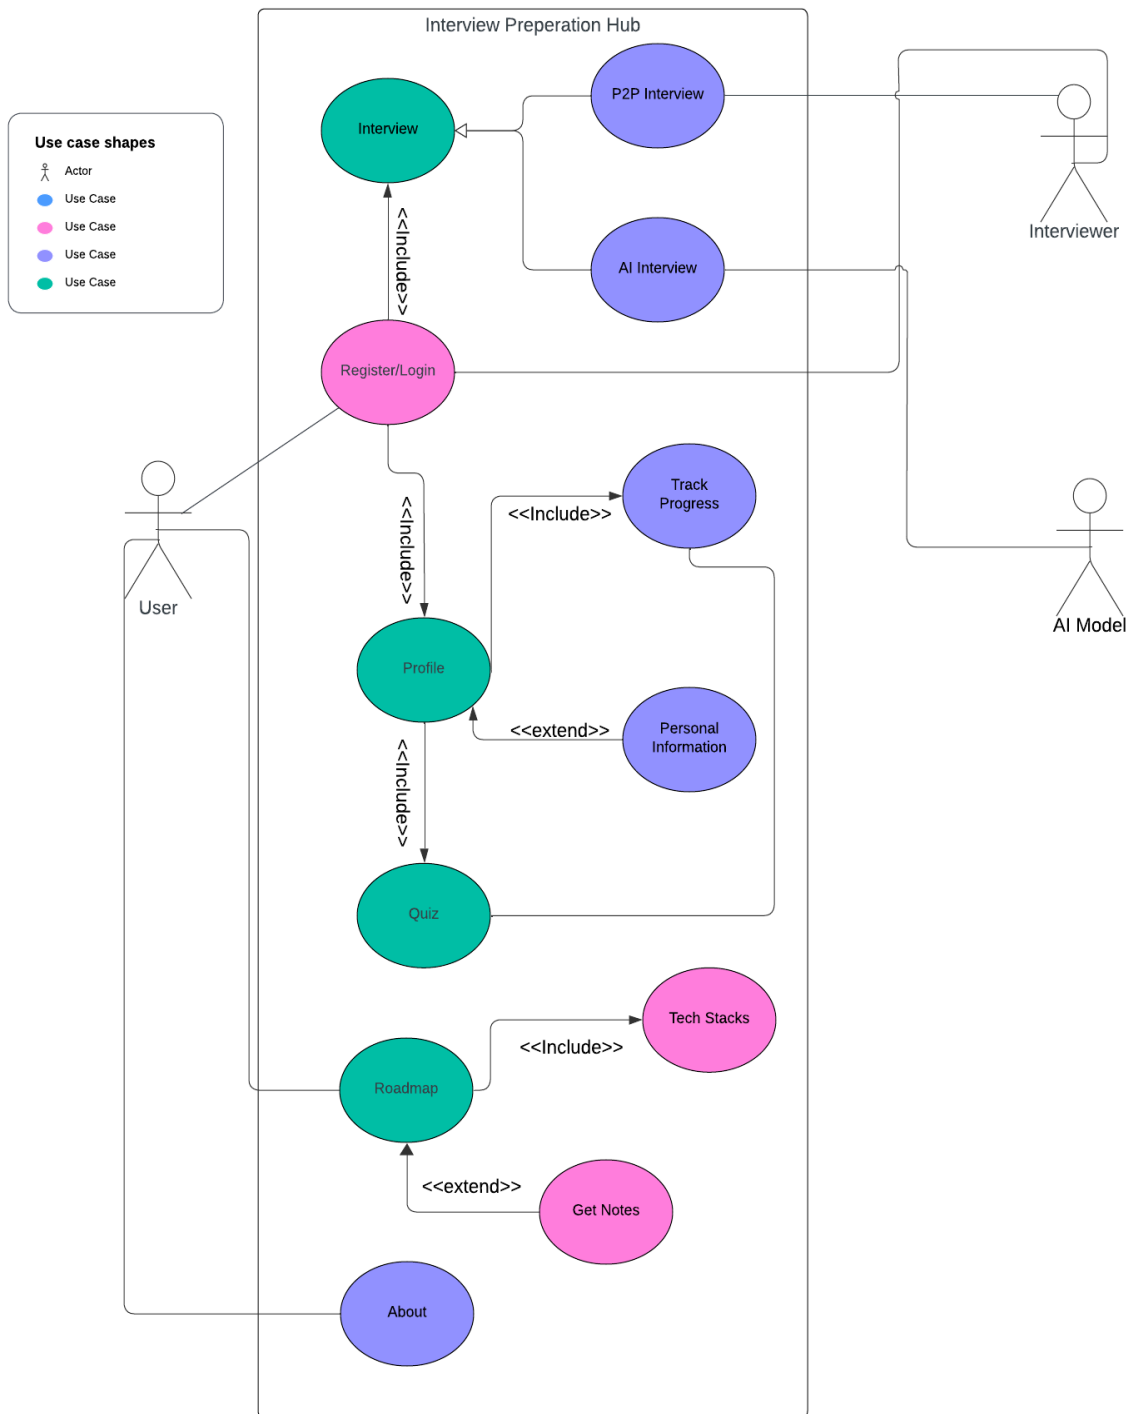 Interview Preperation Hub
P2P Interview
Interview
Use case shapes
Actor
Use Case
Use Case
Use Case
Use Case
Interviewer
AI Interview
<<Include>>
Register/Login
Track
Progress
<<Include>>
<<Include>>
User
AI Model
Profile
<<extend>>
Personal
Information
<<Include>>
Quiz
Tech Stacks
<<Include>>
Roadmap
<<extend>>
Get Notes
About